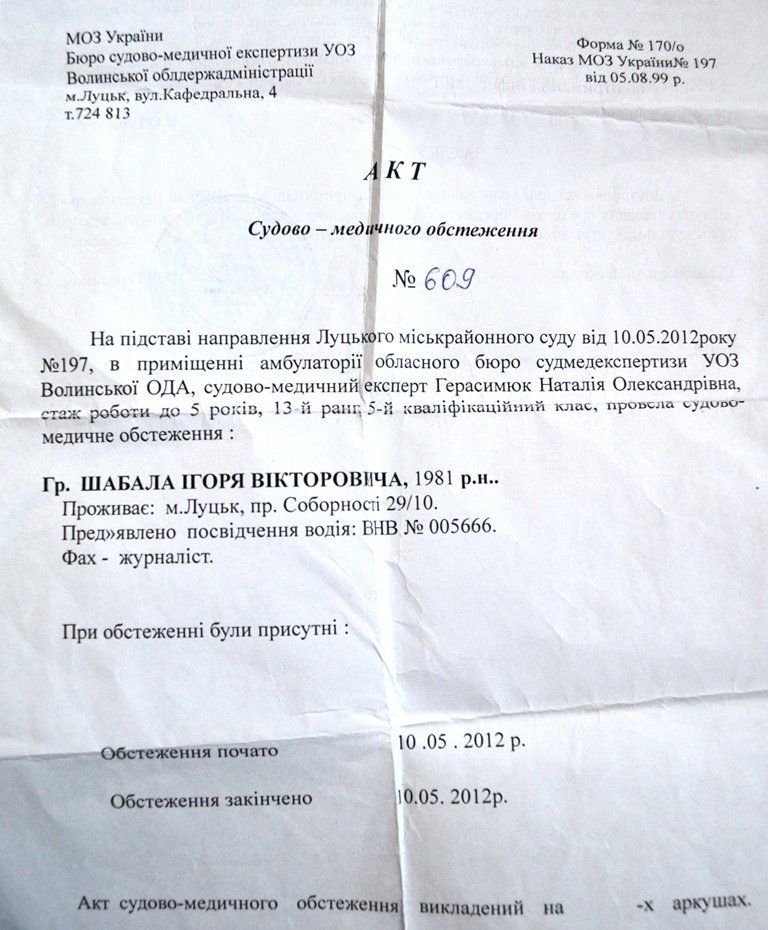 МОЗ України
Бюро судово-медичної експертизи УОЗ
Волинської облдержадміністрації
м.Луцьк, вул.Кафедральна, 4
т.724 813
Форма № 170/о
Наказ МОЗ України№ 197
від 05.08.99 р.
А К Т
Судово – медичного обстеження
№ 609
На підставі направлення Луцького міськрайонного суду від 10.05.2012року
№197, в приміщенні амбулаторії обласного бюро судмедекспертизи УОЗ
Волинської ОДА, судово-медичний експерт Герасимюк Наталія Олександрівна,
стаж роботи до 5 років, 13-й ранг, 5-й кваліфікаційний клас, провела судово-
медичне обстеження :
Гр. ШАБАЛА ІГОРЯ ВІКТОРОВИЧА, 1981 р.н..
Проживає: м.Луцьк, пр. Соборності 29/10.
Пред»явлено посвідчення водія: ВНВ № 005666.
Фах - журналіст.
При обстеженні були присутні :
Обстеження почато 10 .05 . 2012 р.
Обстеження закінчено 10.05. 2012р.
Акт судово-медичного обстеження викладений на -х аркушах.